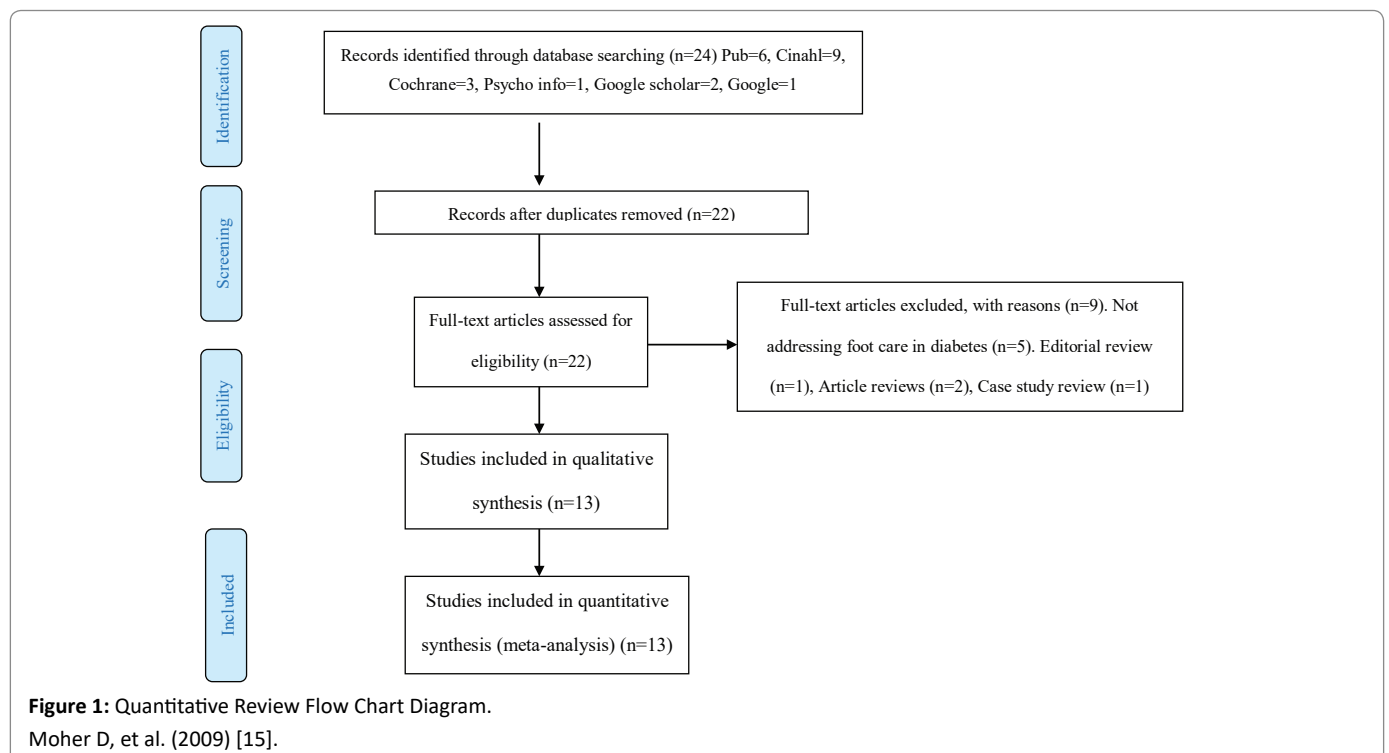 Identification
Records identified through database searching (n=24) Pub=6, Cinahl=9,
Cochrane=3, Psycho info=1, Google scholar=2, Google=1
Screening
Records after duplicates removed (n=22)
Full-text articles assessed for
eligibility (n=22)
Full-text articles excluded, with reasons (n=9). Not
addressing foot care in diabetes (n=5). Editorial review
(n=1), Article reviews (n=2), Case study review (n=1)
Eligibility
Studies included in qualitative
synthesis (n=13)
Included
Studies included in quantitative
synthesis (meta-analysis) (n=13)
Figure 1: Quantitative Review Flow Chart Diagram.
Moher D, et al. (2009) [15].